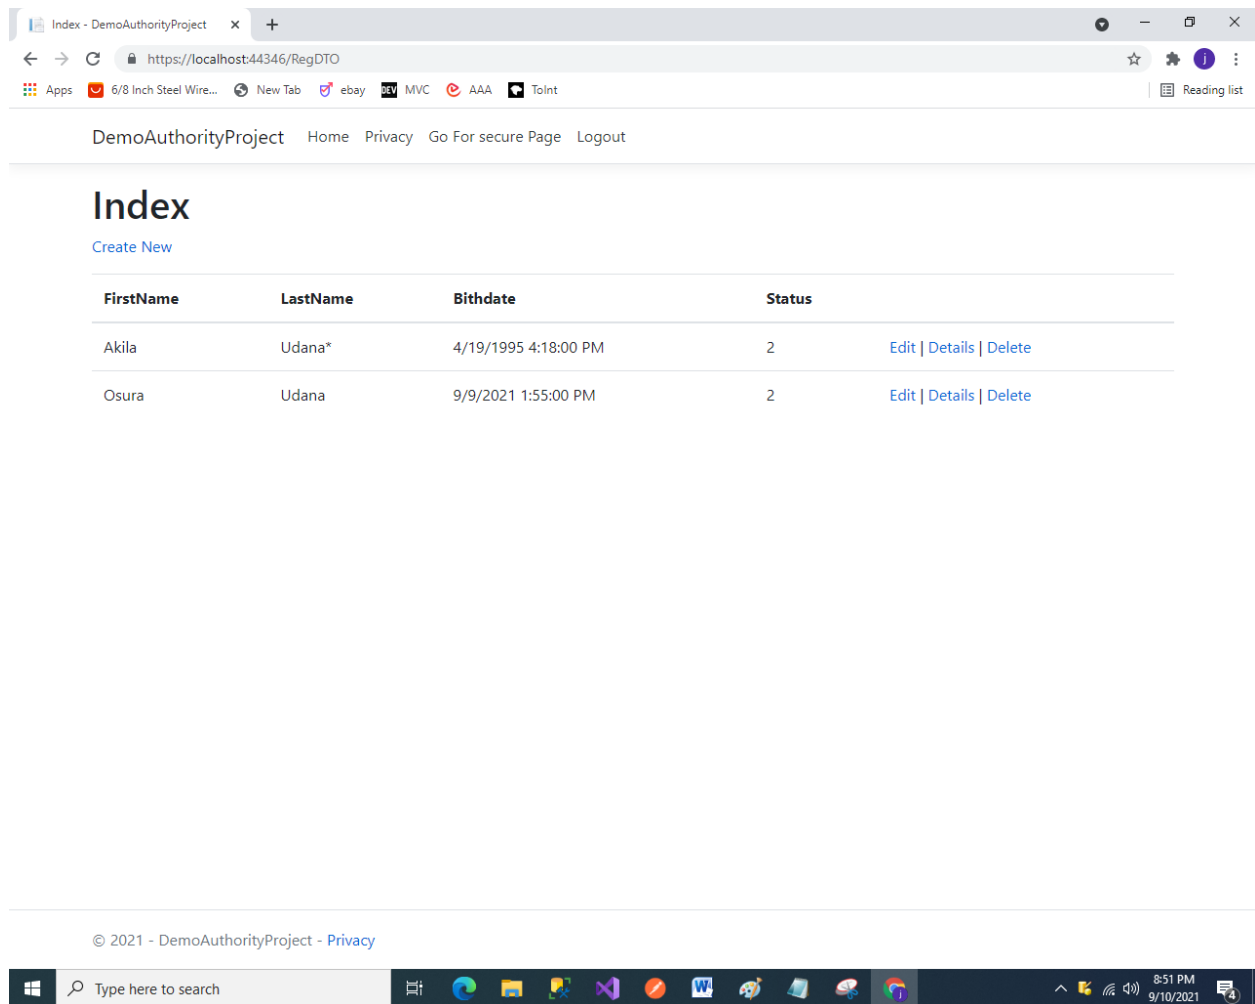 Index - DemoAuthorityProject
https://localhost:44346/RegDTO
Apps 6/8 Inch Steel Wire... New Tab ebay DEV MVC AAA ToInt Reading list
DemoAuthorityProject Home Privacy Go For secure Page Logout
Index
Create New
FirstName LastName Bithdate Status
Akila Udana* 4/19/1995 4:18:00 PM 2 Edit | Details | Delete
Osura Udana 9/9/2021 1:55:00 PM 2 Edit | Details | Delete
© 2021 - DemoAuthorityProject - Privacy
Type here to search
8:51 PM
9/10/2021
4